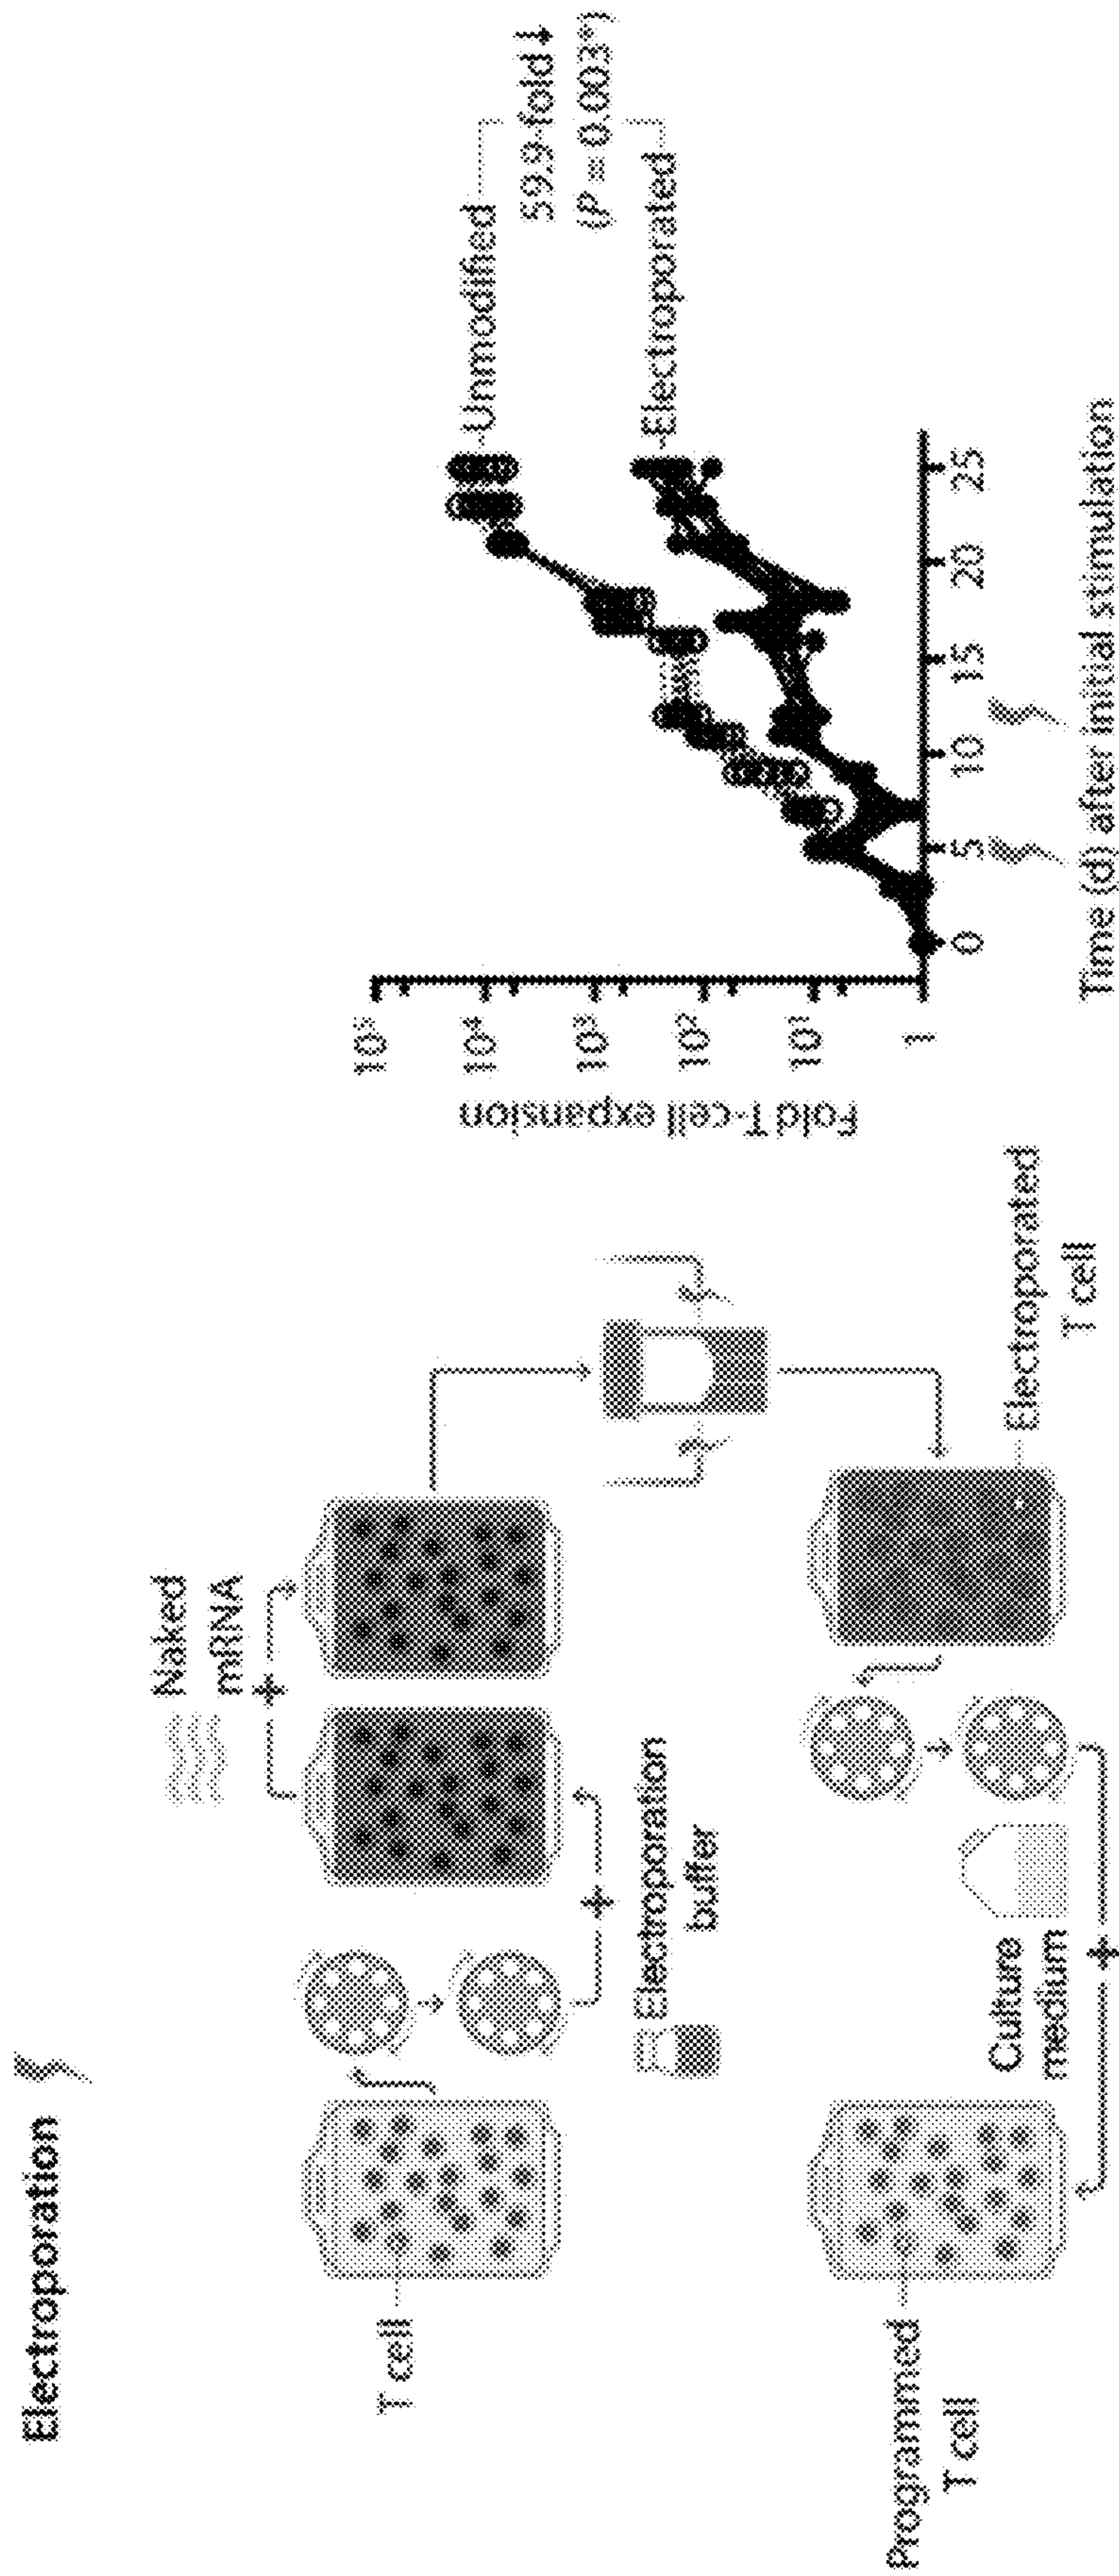 Electroporation
T cell
Naked
mRNA
Electroporation
buffer
Programmed
T cell
Culture
medium
Electroporated
T cell
Fold T-cell expansion
10⁵
10⁴
10³
10²
10¹
1
0
5
10
15
20
25
Time (d) after initial stimulation
Unmodified
59.9-fold↓
(P = 0.003*)
Electroporated